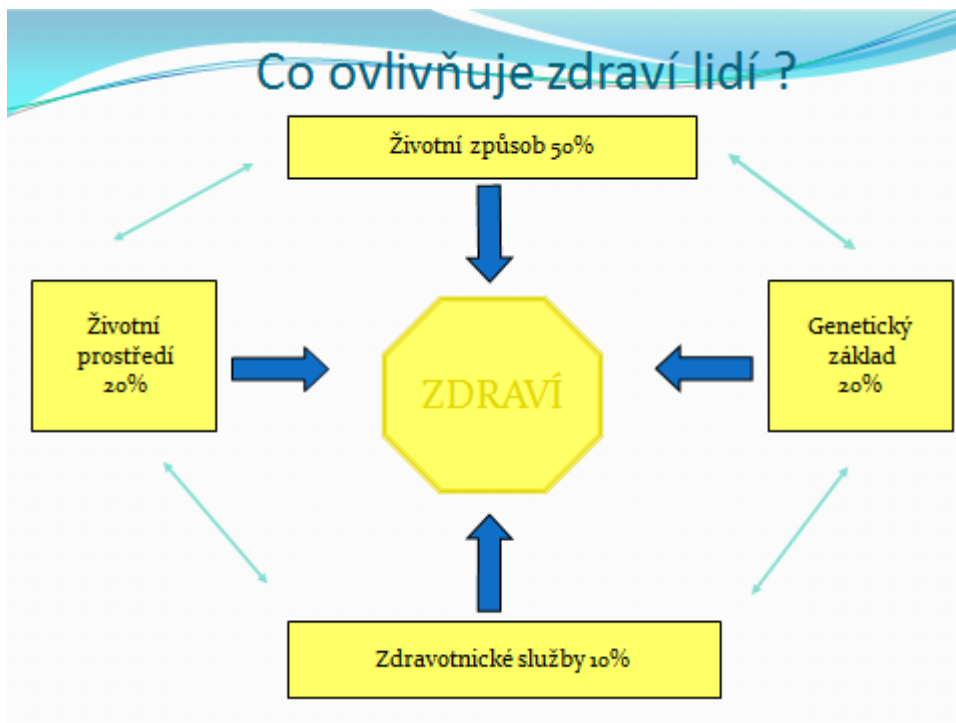 Co ovlivňuje zdraví lidí ?
Životní způsob 50%
Životní
prostředí
20%
ZDRAVÍ
Genetický
základ
20%
Zdravotnické služby 10%